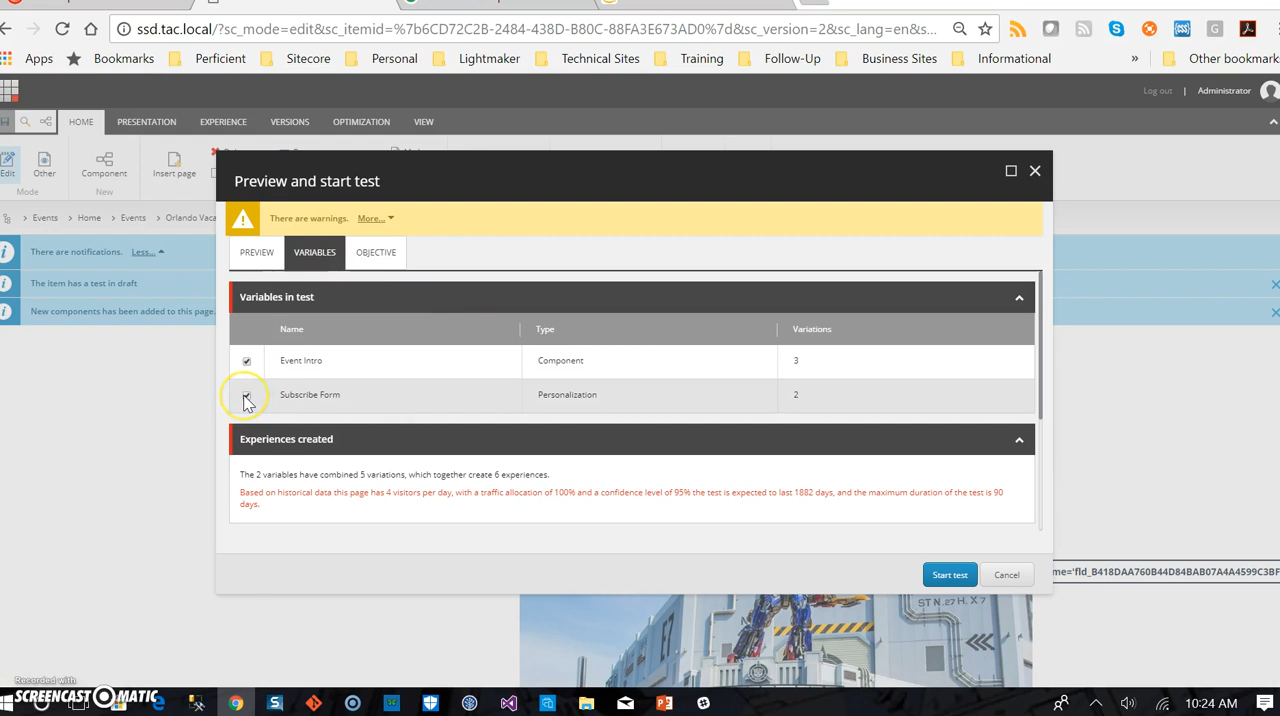 ssd.tac.local/?sc_mode=edit&sc_itemid=%7b6CD72C2B-2484-438D-B80C-88FA3E673AD0%7d&sc_version=2&sc_lang=en&s...
Apps Bookmarks Perficient Sitecore Personal Lightmaker Technical Sites Training Follow-Up Business Sites Informational » Other bookmarks
Log out | Administrator
HOME PRESENTATION EXPERIENCE VERSIONS OPTIMIZATION VIEW
Edit Other Component Insert page
Mode New
Events Home Events Orlando Vaca
There are notifications. Less...
The item has a test in draft
New components has been added to this page.
Preview and start test
There are warnings. More...
PREVIEW VARIABLES OBJECTIVE
Variables in test
Name Type Variations
Event Intro Component 3
Subscribe Form Personalization 2
Experiences created
The 2 variables have combined 5 variations, which together create 6 experiences.
Based on historical data this page has 4 visitors per day, with a traffic allocation of 100% and a confidence level of 95% the test is expected to last 1882 days, and the maximum duration of the test is 90
days.
Start test Cancel
me='fld_B418DAA760B44D84BAB07A4A4599C3BF
STN.27H.X7
Recorded with
SCREENCAST MATIC
10:24 AM